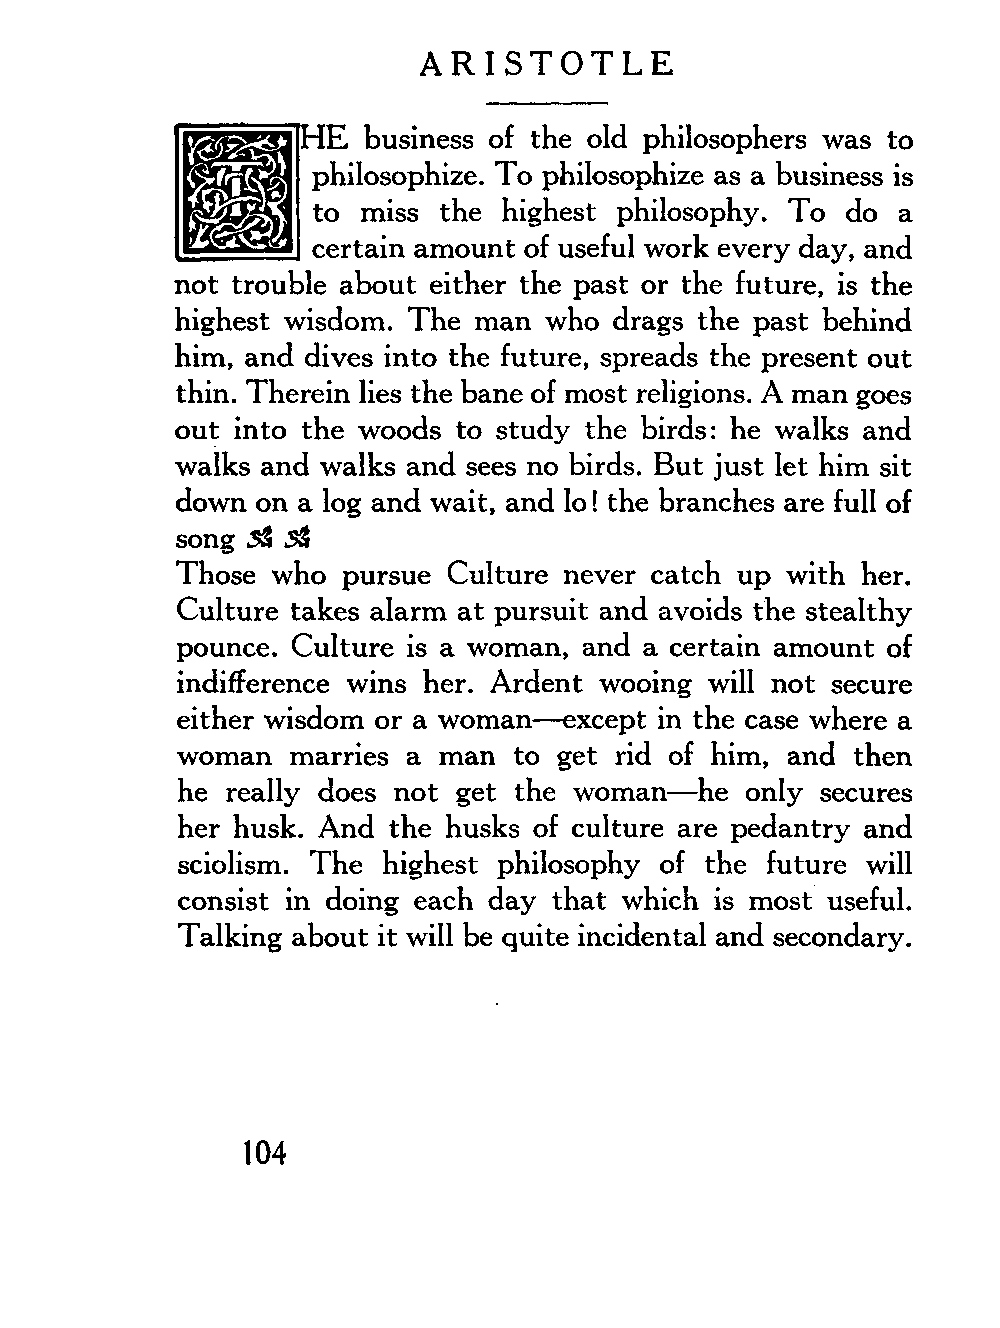 ARISTOTLE
THE business of the old philosophers was to
philosophize. To philosophize as a business is
to miss the highest philosophy. To do a
certain amount of useful work every day, and
not trouble about either the past or the future, is the
highest wisdom. The man who drags the past behind
him, and dives into the future, spreads the present out
thin. Therein lies the bane of most religions. A man goes
out into the woods to study the birds: he walks and
walks and walks and sees no birds. But just let him sit
down on a log and wait, and lo! the branches are full of
song
Those who pursue Culture never catch up with her.
Culture takes alarm at pursuit and avoids the stealthy
pounce. Culture is a woman, and a certain amount of
indifference wins her. Ardent wooing will not secure
either wisdom or a woman—except in the case where a
woman marries a man to get rid of him, and then
he really does not get the woman—he only secures
her husk. And the husks of culture are pedantry and
sciolism. The highest philosophy of the future will
consist in doing each day that which is most useful.
Talking about it will be quite incidental and secondary.
104